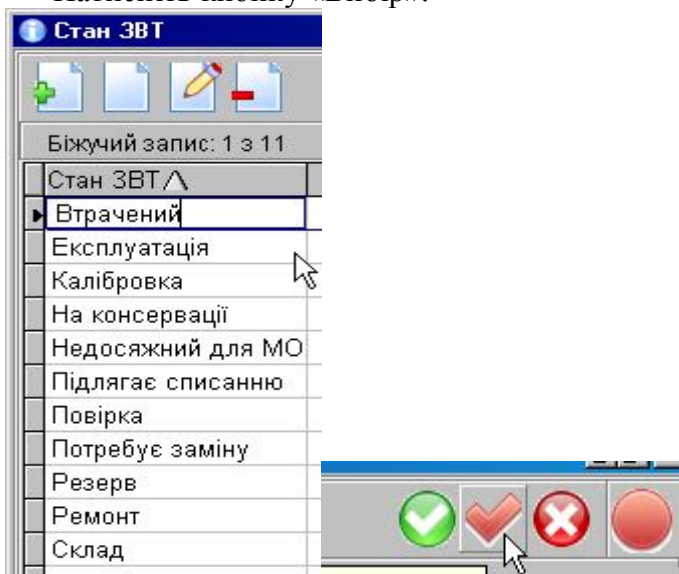 Стан ЗВТ
Біжучий запис: 1 з 11
Стан ЗВТ
Втрачений
Експлуатація
Калібровка
На консервації
Недосяжний для МО
Підлягає списанню
Повірка
Потребує заміну
Резерв
Ремонт
Склад